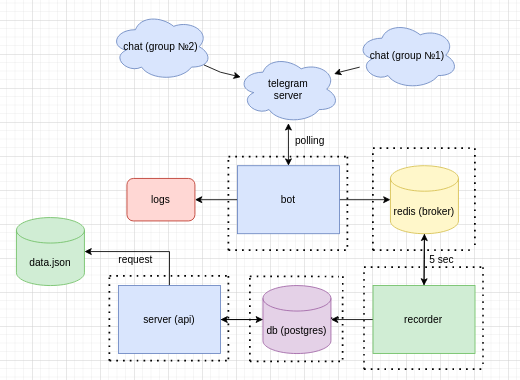 chat (group №2)
chat (group №1)
telegram
server
polling
logs
bot
redis (broker)
data.json
request
5 sec
server (api)
db (postgres)
recorder